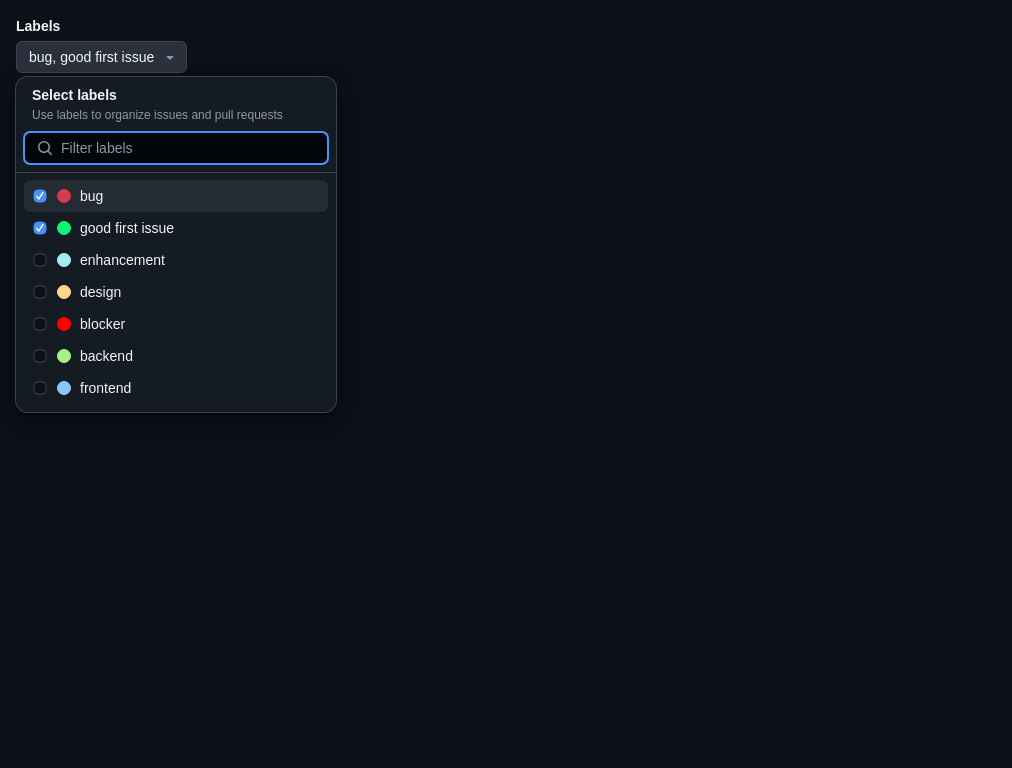 Labels
bug, good first issue
Select labels
Use labels to organize issues and pull requests
Filter labels
bug
good first issue
enhancement
design
blocker
backend
frontend